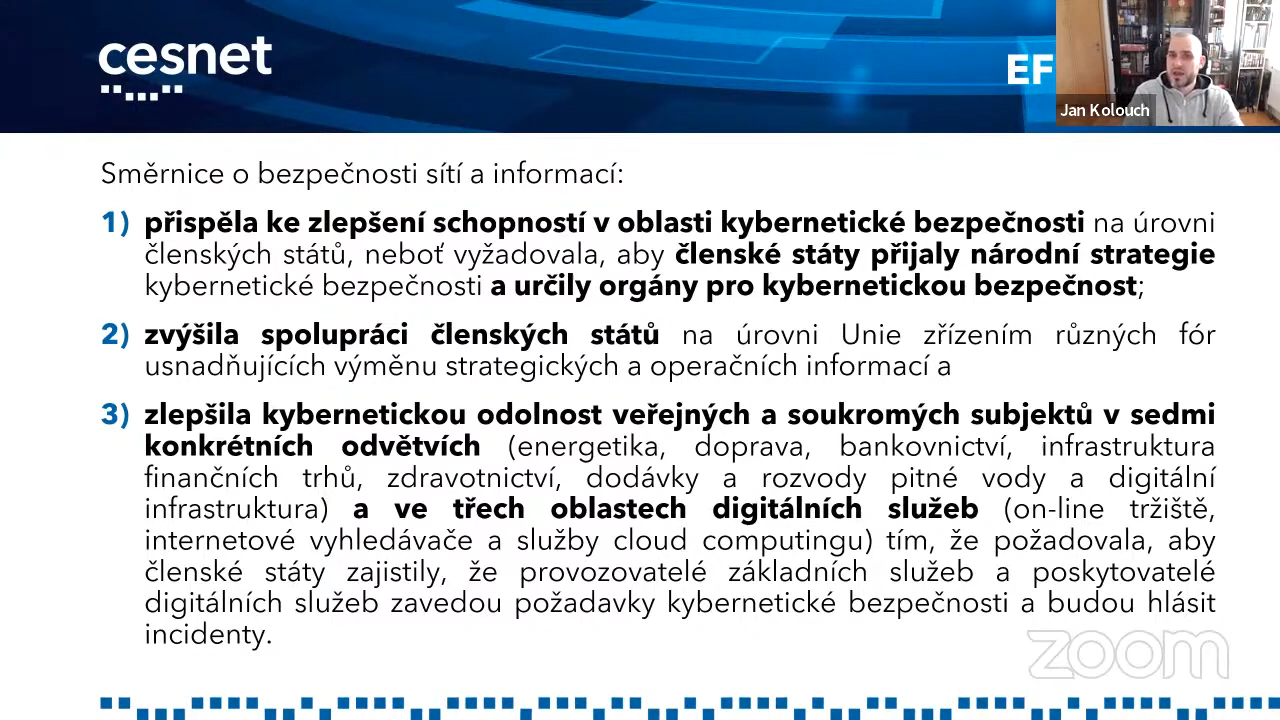 cesnet
EF
Jan Kolouch
Směrnice o bezpečnosti sítí a informací:
1) přispěla ke zlepšení schopností v oblasti kybernetické bezpečnosti na úrovni
členských států, neboť vyžadovala, aby členské státy přijaly národní strategie
kybernetické bezpečnosti a určily orgány pro kybernetickou bezpečnost;
2) zvýšila spolupráci členských států na úrovni Unie zřízením různých fór
usnadňujících výměnu strategických a operačních informací a
3) zlepšila kybernetickou odolnost veřejných a soukromých subjektů v sedmi
konkrétních odvětvích (energetika, doprava, bankovnictví, infrastruktura
finančních trhů, zdravotnictví, dodávky a rozvody pitné vody a digitální
infrastruktura) a ve třech oblastech digitálních služeb (on-line tržiště,
internetové vyhledávače a služby cloud computingu) tím, že požadovala, aby
členské státy zajistily, že provozovatelé základních služeb a poskytovatelé
digitálních služeb zavedou požadavky kybernetické bezpečnosti a budou hlásit
incidenty.
zoom